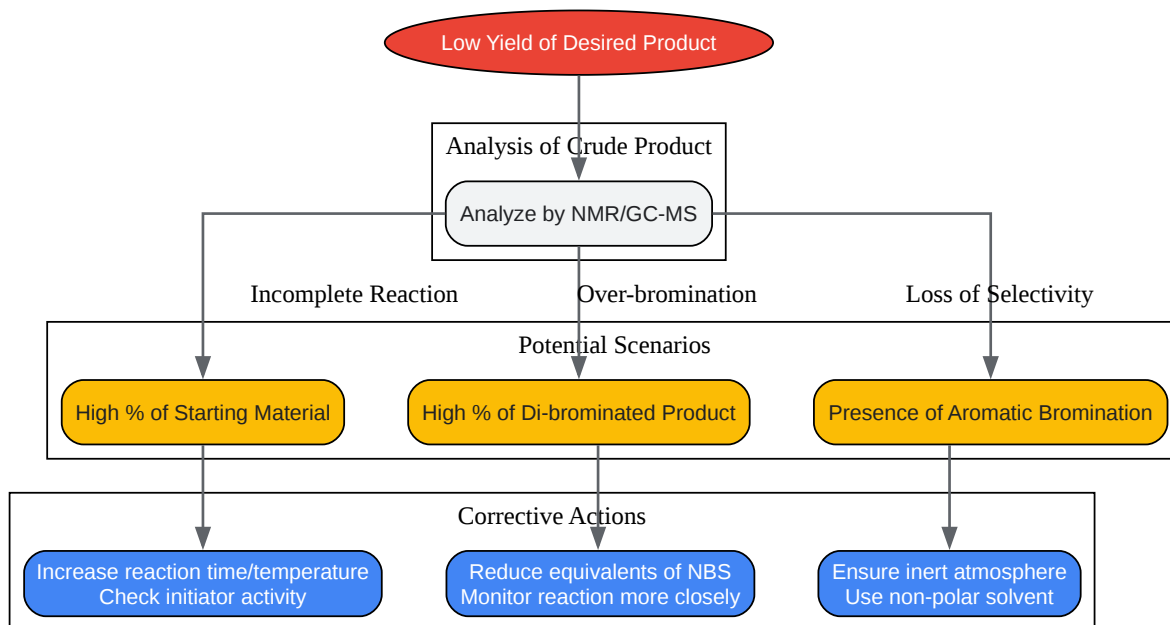 Low Yield of Desired Product
Analysis of Crude Product
Analyze by NMR/GC-MS
Incomplete Reaction
Over-bromination
Loss of Selectivity
Potential Scenarios
High % of Starting Material
High % of Di-brominated Product
Presence of Aromatic Bromination
Corrective Actions
Increase reaction time/temperature
Check initiator activity
Reduce equivalents of NBS
Monitor reaction more closely
Ensure inert atmosphere
Use non-polar solvent